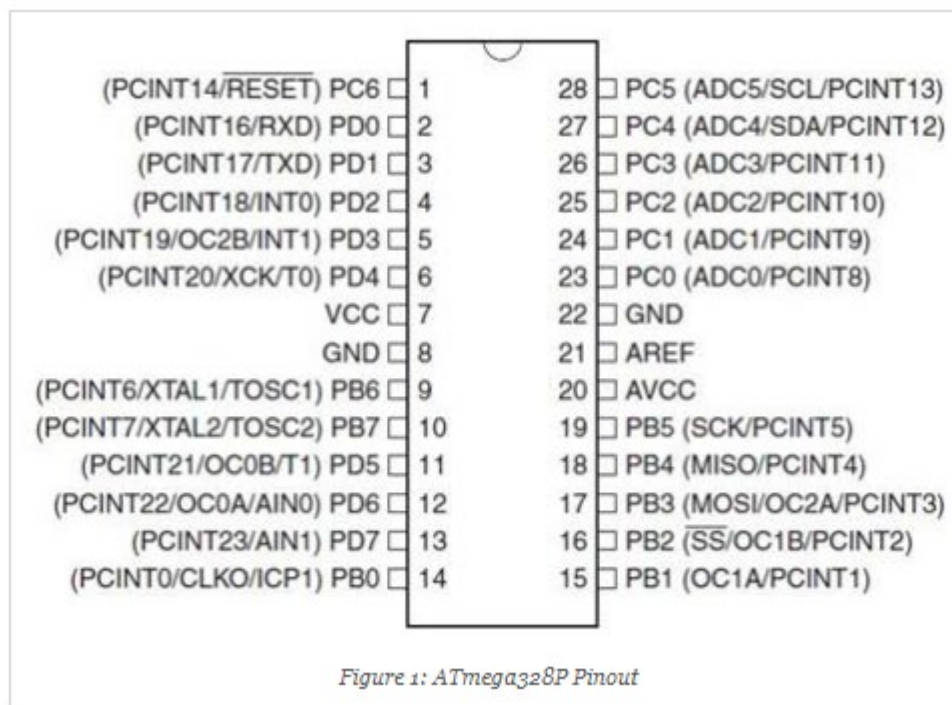 (PCINT14/RESET) PC6 1 28 PC5 (ADC5/SCL/PCINT13)
(PCINT16/RXD) PD0 2 27 PC4 (ADC4/SDA/PCINT12)
(PCINT17/TXD) PD1 3 26 PC3 (ADC3/PCINT11)
(PCINT18/INT0) PD2 4 25 PC2 (ADC2/PCINT10)
(PCINT19/OC2B/INT1) PD3 5 24 PC1 (ADC1/PCINT9)
(PCINT20/XCK/T0) PD4 6 23 PC0 (ADC0/PCINT8)
VCC 7 22 GND
GND 8 21 AREF
(PCINT6/XTAL1/TOSC1) PB6 9 20 AVCC
(PCINT7/XTAL2/TOSC2) PB7 10 19 PB5 (SCK/PCINT5)
(PCINT21/OC0B/T1) PD5 11 18 PB4 (MISO/PCINT4)
(PCINT22/OC0A/AIN0) PD6 12 17 PB3 (MOSI/OC2A/PCINT3)
(PCINT23/AIN1) PD7 13 16 PB2 (SS/OC1B/PCINT2)
(PCINT0/CLKO/ICP1) PB0 14 15 PB1 (OC1A/PCINT1)
Figure 1: ATmega328P Pinout